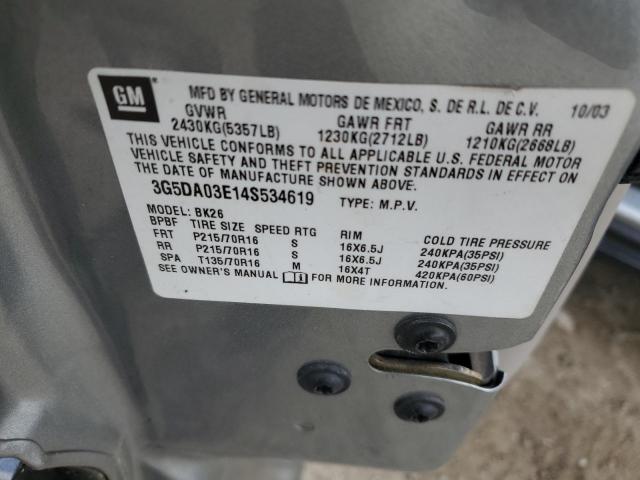 GM
MFD BY GENERAL MOTORS DE MEXICO, S. DE R.L. DE C.V. 10/03
GVWR GAWR FRT GAWR RR
2430KG(5357LB) 1230KG(2712LB) 1210KG(2668LB)
THIS VEHICLE CONFORMS TO ALL APPLICABLE U.S. FEDERAL MOTOR
VEHICLE SAFETY AND THEFT PREVENTION STANDARDS IN EFFECT ON
THE DATE OF MANUFACTURE SHOWN ABOVE.
3G5DA03E14S534619 TYPE: M.P.V.
MODEL: BK26
BPBF TIRE SIZE SPEED RTG RIM COLD TIRE PRESSURE
FRT P215/70R16 S 16X6.5J 240KPA(35PSI)
RR P215/70R16 S 16X6.5J 240KPA(35PSI)
SPA T135/70R16 M 16X4T 420KPA(60PSI)
SEE OWNER'S MANUAL FOR MORE INFORMATION.